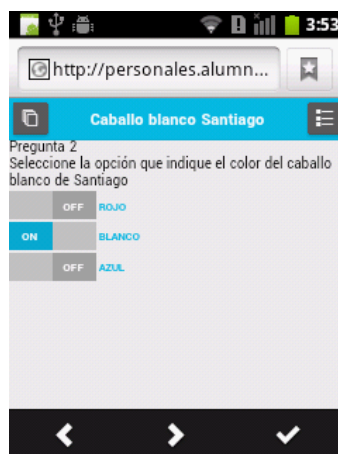 3:53
http://personales.alumn...
Caballo blanco Santiago
Pregunta 2
Seleccione la opción que indique el color del caballo
blanco de Santiago
OFF ROJO
ON BLANCO
OFF AZUL